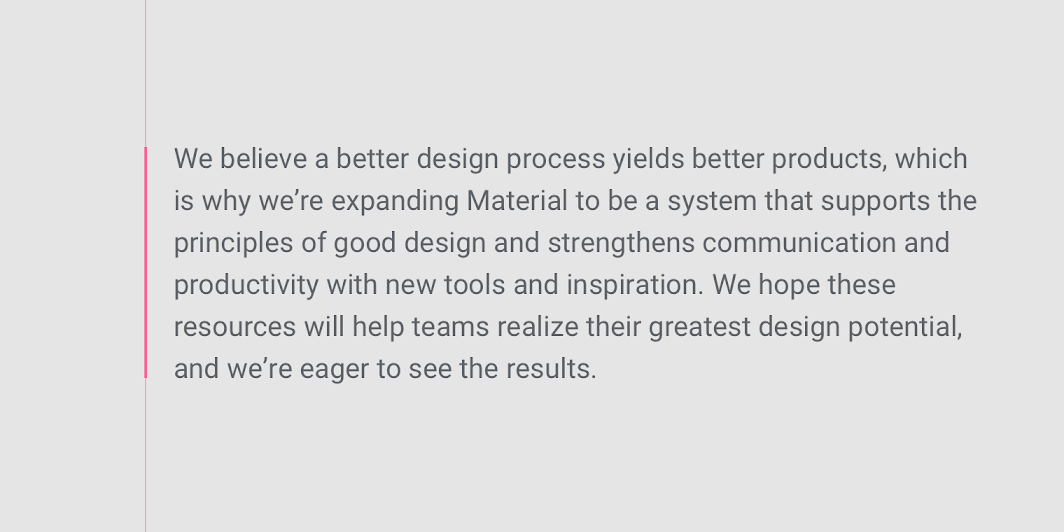 We believe a better design process yields better products, which
is why we’re expanding Material to be a system that supports the
principles of good design and strengthens communication and
productivity with new tools and inspiration. We hope these
resources will help teams realize their greatest design potential,
and we’re eager to see the results.